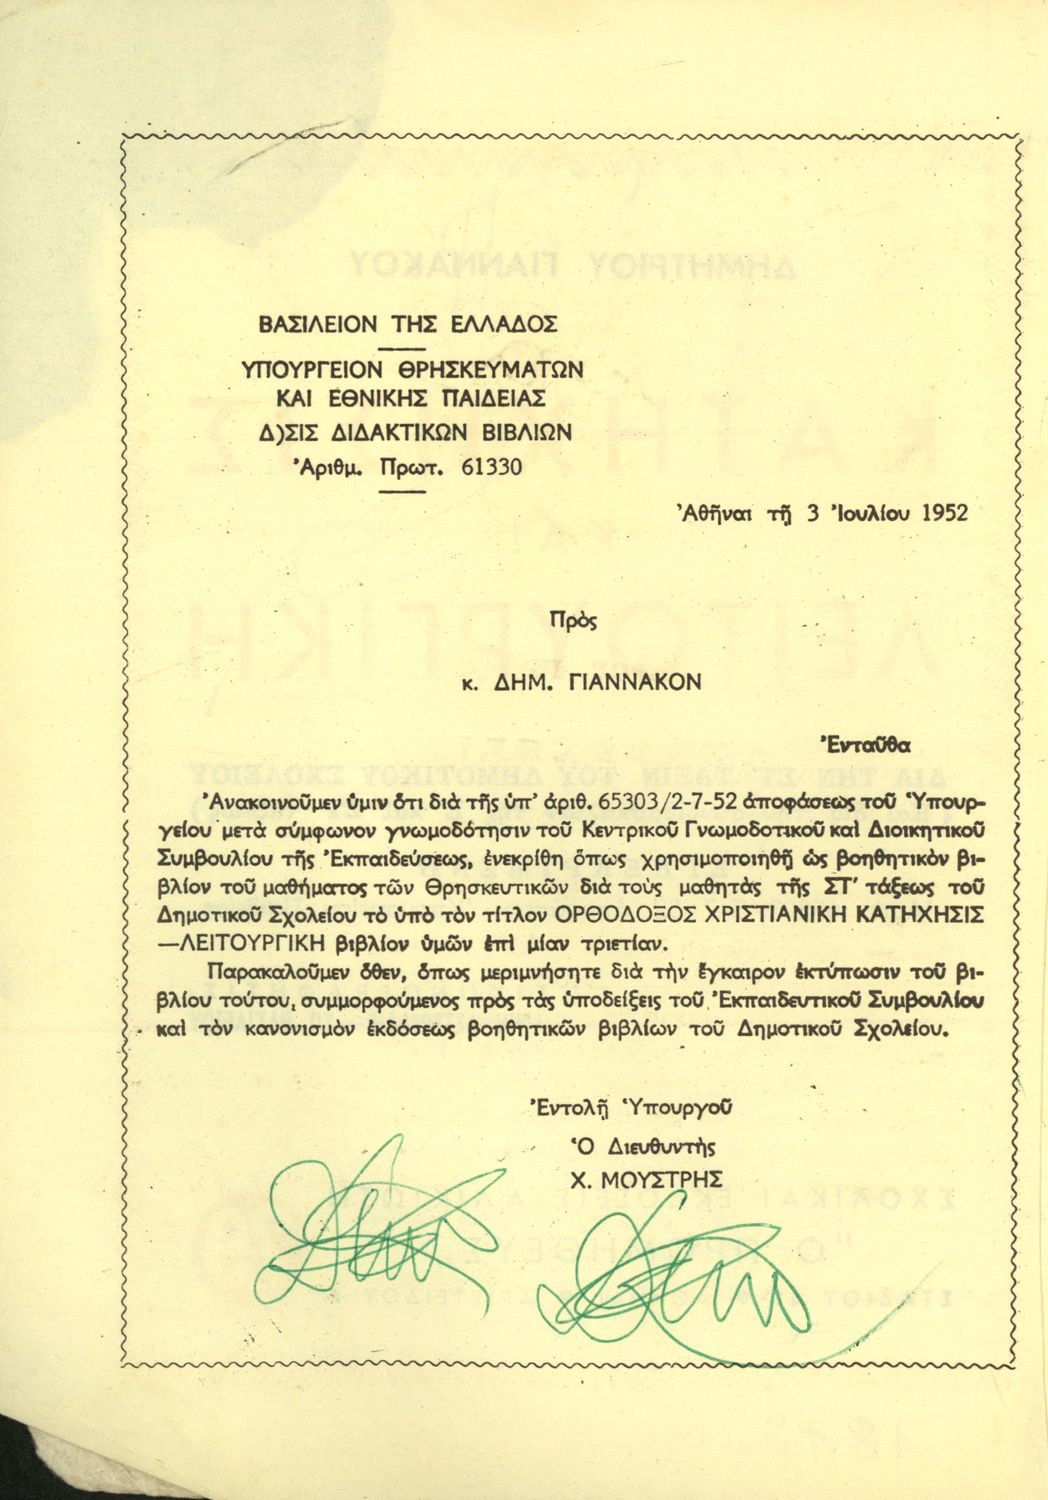 ΒΑΣΙΛΕΙΟΝ ΤΗΣ ΕΛΛΑΔΟΣ
ΥΠΟΥΡΓΕΙΟΝ ΘΡΗΣΚΕΥΜΑΤΩΝ
ΚΑΙ ΕΘΝΙΚΗΣ ΠΑΙΔΕΙΑΣ
Δ)ΣΙΣ ΔΙΔΑΚΤΙΚΩΝ ΒΙΒΛΙΩΝ
Ἀριθμ. Πρωτ. 61330
Ἀθῆναι τῇ 3 Ἰουλίου 1952
Πρὸς
κ. ΔΗΜ. ΓΙΑΝΝΑΚΟΝ
Ἐνταῦθα
Ἀνακοινοῦμεν ὑμιν ὅτι διὰ τῆς ὑπ' ἀριθ. 65303/2-7-52 ἀποφάσεως τοῦ Ὑπουρ-
γείου μετὰ σύμφωνον γνωμοδότησιν τοῦ Κεντρικοῦ Γνωμοδοτικοῦ καὶ Διοικητικοῦ
Συμβουλίου τῆς Ἐκπαιδεύσεως, ἐνεκρίθη ὅπως χρησιμοποιηθῇ ὡς βοηθητικὸν βι-
βλίον τοῦ μαθήματος τῶν Θρησκευτικῶν διὰ τοὺς μαθητὰς τῆς ΣΤ' τάξεως τοῦ
Δημοτικοῦ Σχολείου τὸ ὑπὸ τὸν τίτλον ΟΡΘΟΔΟΞΟΣ ΧΡΙΣΤΙΑΝΙΚΗ ΚΑΤΗΧΗΣΙΣ
—ΛΕΙΤΟΥΡΓΙΚΗ βιβλίον ὑμῶν ἐπὶ μίαν τριετίαν.
Παρακαλοῦμεν ὅθεν, ὅπως μεριμνήσητε διὰ τὴν ἔγκαιρον ἐκτύπωσιν τοῦ βι-
βλίου τούτου, συμμορφούμενος πρὸς τὰς ὑποδείξεις τοῦ Ἐκπαιδευτικοῦ Συμβουλίου
καὶ τὸν κανονισμὸν ἐκδόσεως βοηθητικῶν βιβλίων τοῦ Δημοτικοῦ Σχολείου.
Ἐντολῇ Ὑπουργοῦ
Ὁ Διευθυντὴς
Χ. ΜΟΥΣΤΡΗΣ